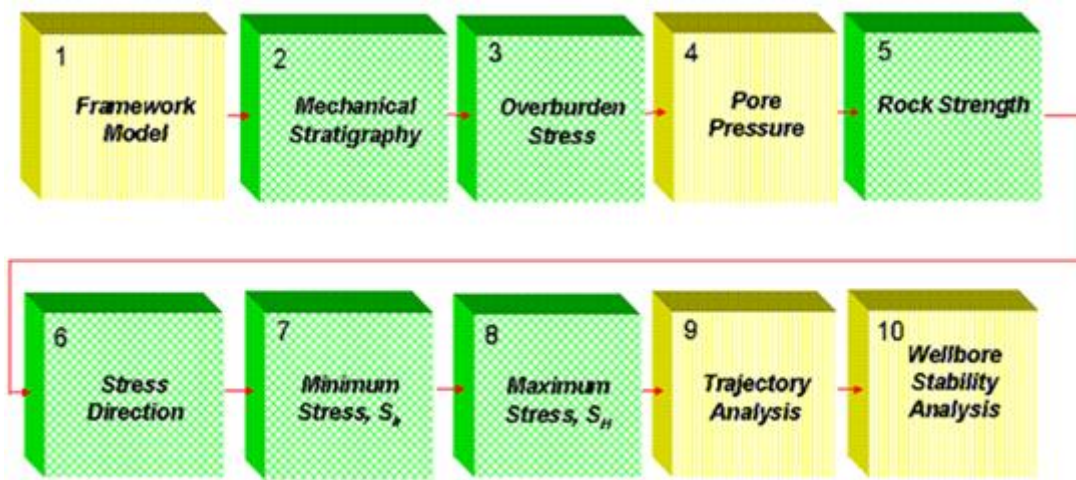 1
Framework
Model
2
Mechanical
Stratigraphy
3
Overburden
Stress
4
Pore
Pressure
5
Rock Strength
6
Stress
Direction
7
Minimum
Stress, Sh
8
Maximum
Stress, SH
9
Trajectory
Analysis
10
Wellbore
Stability
Analysis